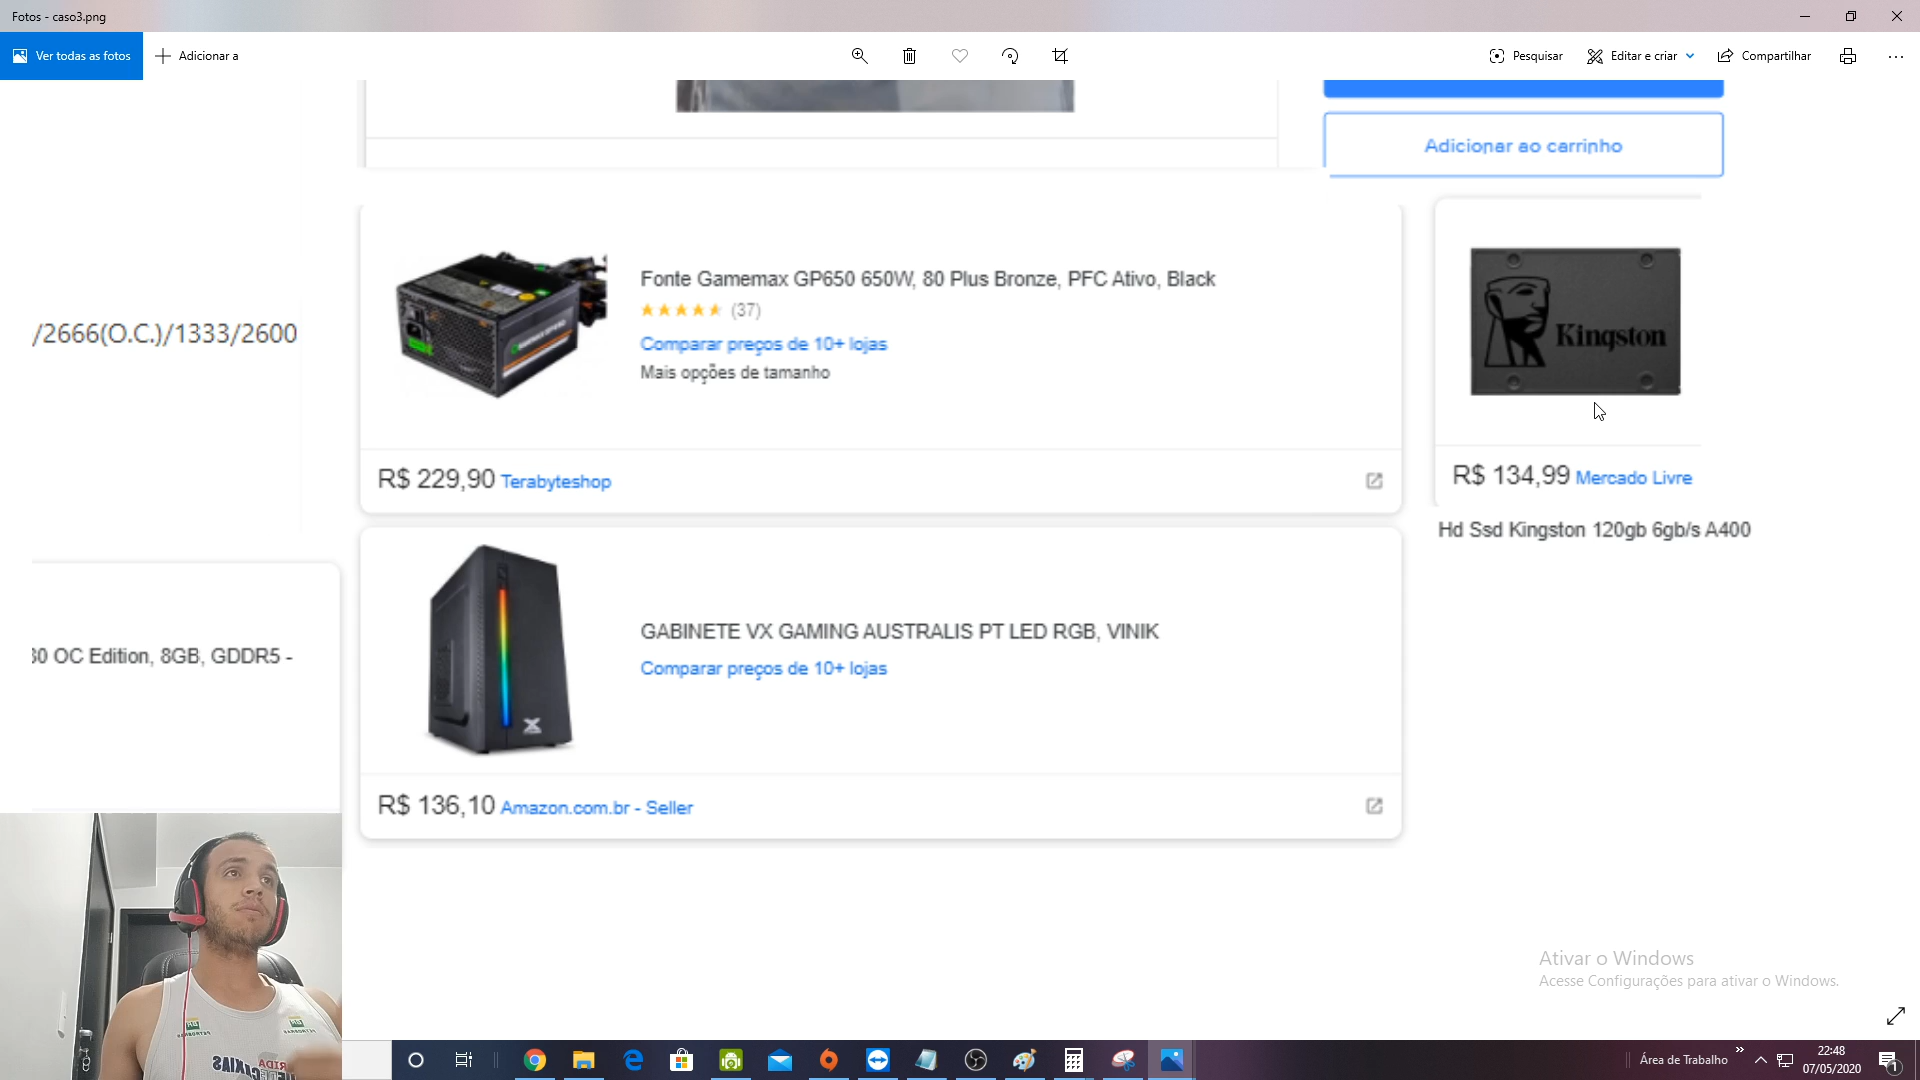 Fotos - caso3.png
Ver todas as fotos
Adicionar a
Pesquisar
Editar e criar
Compartilhar
Adicionar ao carrinho
/2666(O.C.)/1333/2600
Fonte Gamemax GP650 650W, 80 Plus Bronze, PFC Ativo, Black
(37)
Comparar preços de 10+ lojas
Mais opções de tamanho
R$ 229,90 Terabyteshop
Kingston
R$ 134,99 Mercado Livre
Hd Ssd Kingston 120gb 6gb/s A400
80 OC Edition, 8GB, GDDR5 -
GABINETE VX GAMING AUSTRALIS PT LED RGB, VINIK
Comparar preços de 10+ lojas
R$ 136,10 Amazon.com.br - Seller
Ativar o Windows
Acesse Configurações para ativar o Windows.
Área de Trabalho
22:48
07/05/2020
1